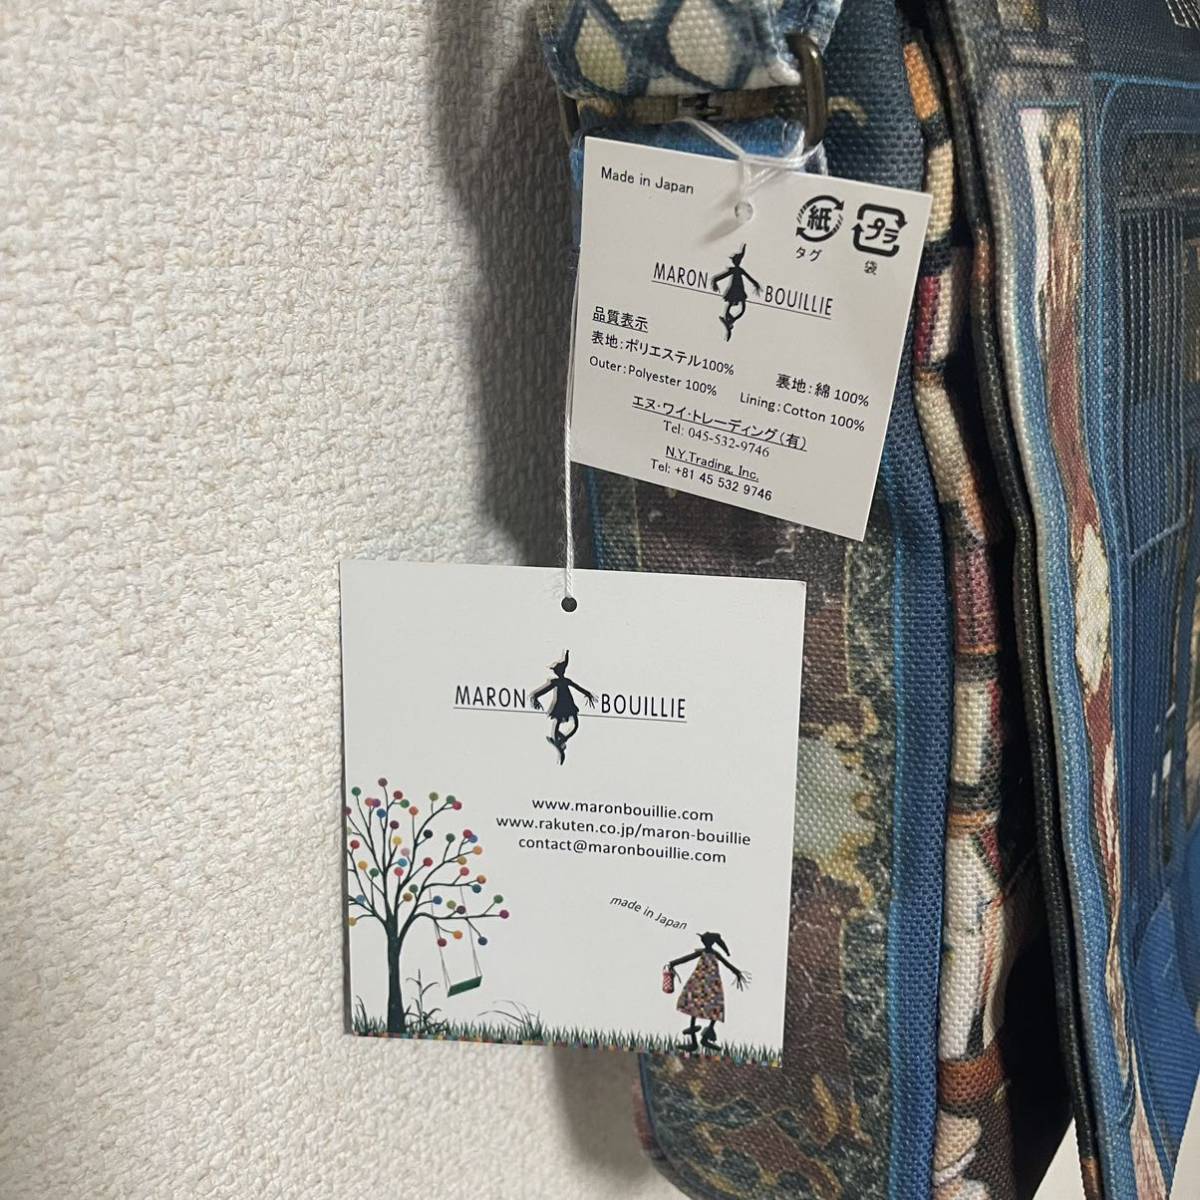 Made in Japan
紙
プラ
タグ
袋
MARON BOUILLIE
品質表示
表地:ポリエステル100%
裏地:綿 100%
Outer:Polyester 100%
Lining:Cotton 100%
エヌ・ワイ・トレーディング(有)
Tel: 045-532-9746
N.Y.Trading, Inc.
Tel: +81 45 532 9746
MARON BOUILLIE
www.maronbouillie.com
www.rakuten.co.jp/maron-bouillie
contact@maronbouillie.com
made in Japan